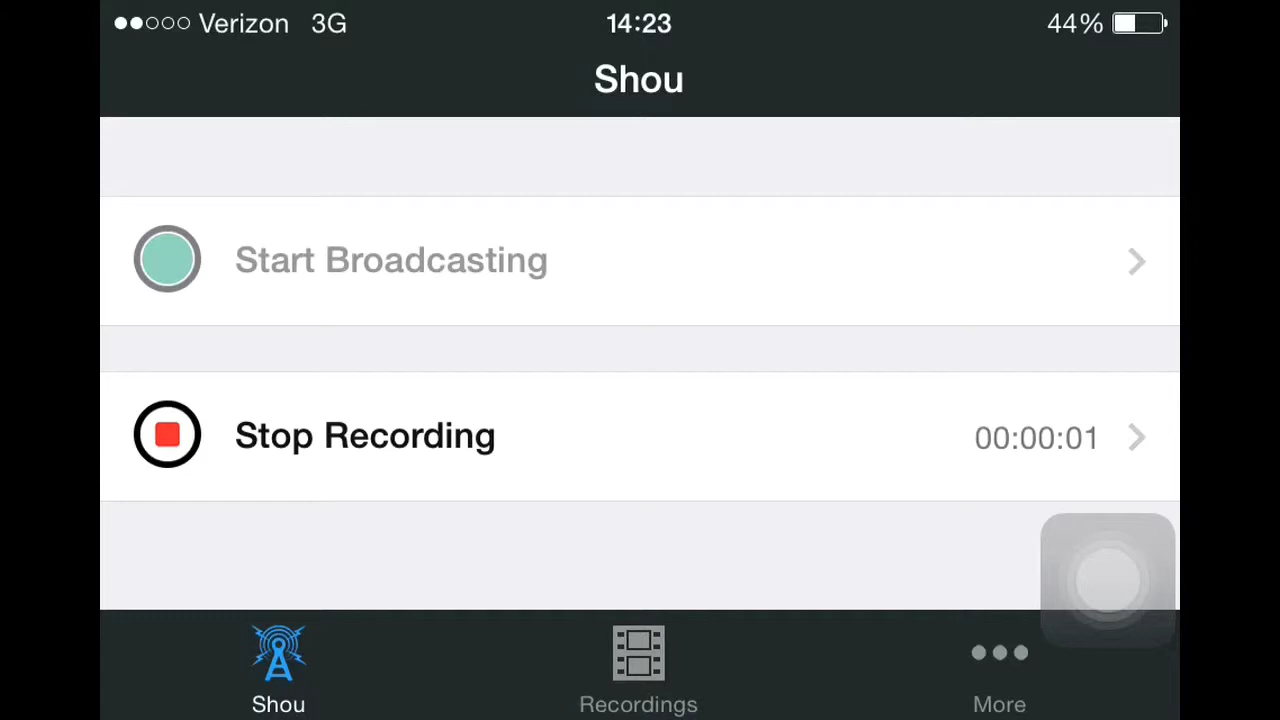 Verizon 3G 14:23 44%
Shou
Start Broadcasting
Stop Recording 00:00:01
Shou Recordings More